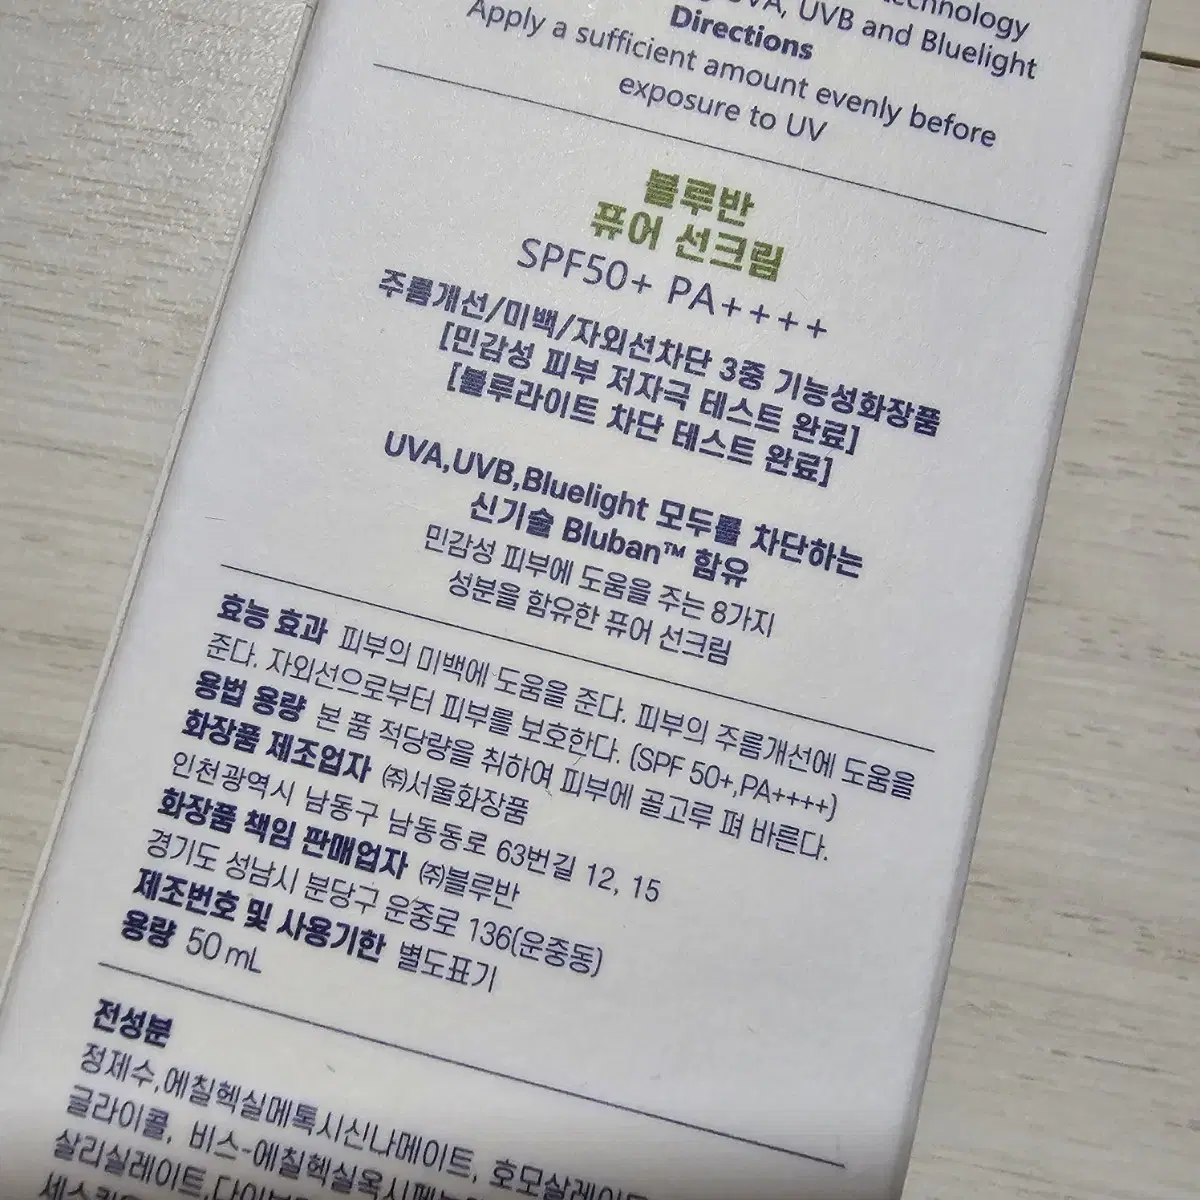 technology
UVA, UVB and Bluelight
Directions
Apply a sufficient amount evenly before
exposure to UV
블루반
퓨어 선크림
SPF50+ PA++++
주름개선/미백/자외선차단 3중 기능성화장품
[민감성 피부 저자극 테스트 완료]
[블루라이트 차단 테스트 완료]
UVA,UVB,Bluelight 모두를 차단하는
신기술 Bluban™ 함유
민감성 피부에 도움을 주는 8가지
성분을 함유한 퓨어 선크림
효능 효과 피부의 미백에 도움을 준다. 피부의 주름개선에 도움을
준다. 자외선으로부터 피부를 보호한다. (SPF 50+,PA++++)
용법 용량 본 품 적당량을 취하여 피부에 골고루 펴 바른다.
화장품 제조업자 ㈜서울화장품
인천광역시 남동구 남동동로 63번길 12, 15
화장품 책임 판매업자 ㈜블루반
경기도 성남시 분당구 운중로 136(운중동)
제조번호 및 사용기한 별도표기
용량 50 mL
전성분
정제수,에칠헥실메톡시신나메이트, 호모살레이트
글라이콜, 비스-에칠헥실옥시페놀
살리실레이트,